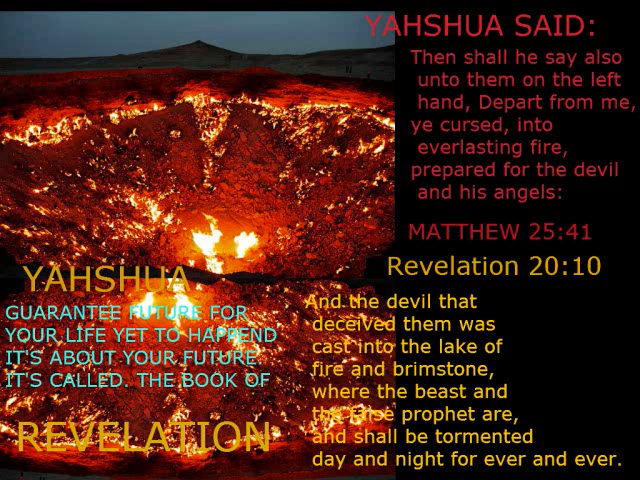 YAHSHUA SAID:
Then shall he say also
unto them on the left
hand, Depart from me,
ye cursed, into
everlasting fire,
prepared for the devil
and his angels:
MATTHEW 25:41
YAHSHUA
GUARANTEE FUTURE FOR
YOUR LIFE YET TO HAPPEND
IT'S ABOUT YOUR FUTURE
IT'S CALLED. THE BOOK OF
REVELATION
Revelation 20:10
And the devil that
deceived them was
cast into the lake of
fire and brimstone,
where the beast and
the false prophet are,
and shall be tormented
day and night for ever and ever.